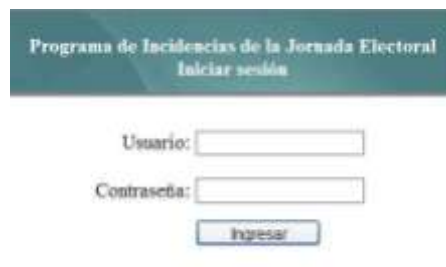 Programa de Incidencias de la Jornada Electoral
Iniciar sesión
Usuario:
Contraseña:
Ingresar